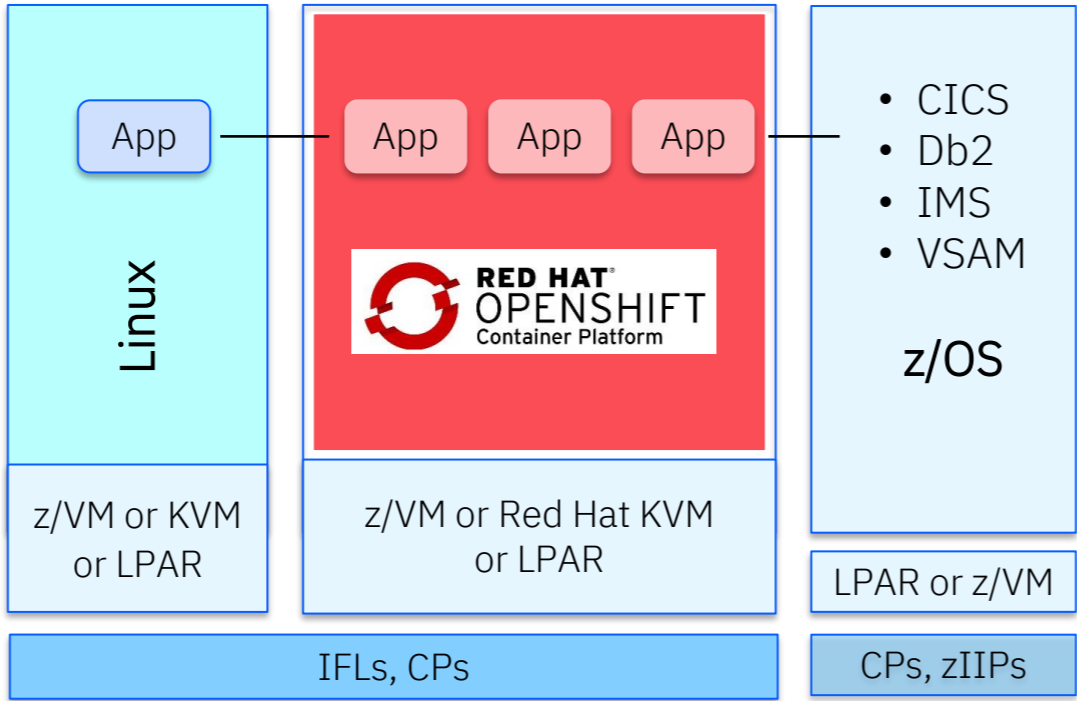 App
Linux
z/VM or KVM
or LPAR
App
App
App
RED HAT®
OPENSHIFT
Container Platform
z/VM or Red Hat KVM
or LPAR
• CICS
• Db2
• IMS
• VSAM
z/OS
LPAR or z/VM
IFLs, CPs
CPs, zIIPs